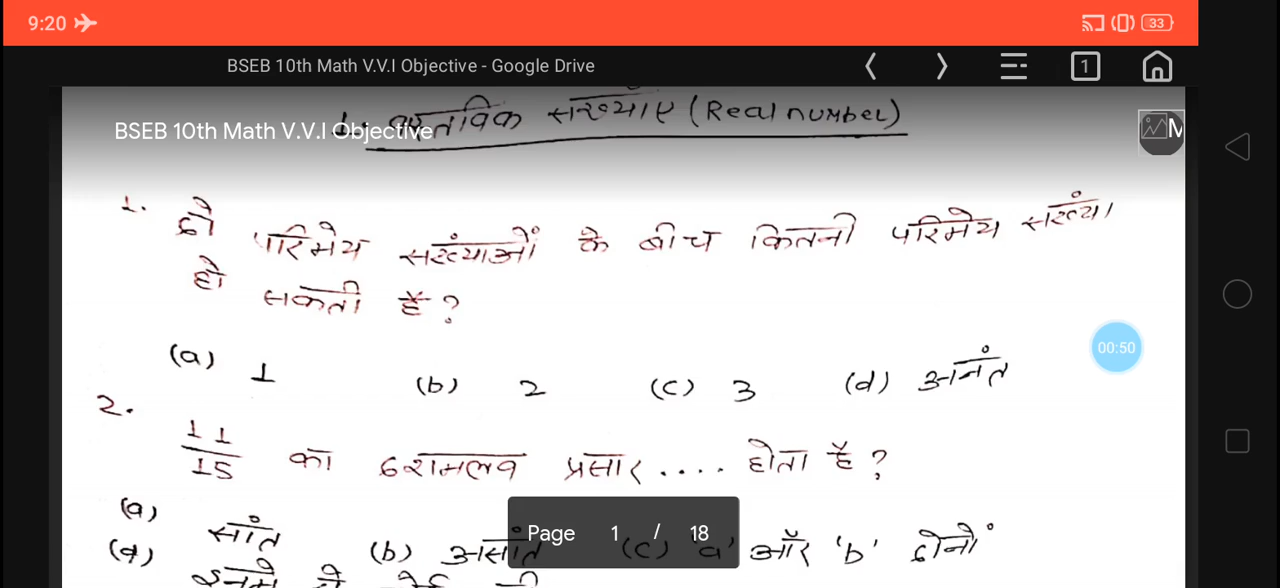 9:20
33
BSEB 10th Math V.V.I Objective - Google Drive
1
1. वास्तविक संख्याएं (Real number)
BSEB 10th Math V.V.I Objective
M
1. दो परिमेय संख्याओं के बीच कितनी परिमेय संख्या
हो सकती हैं?
00:50
(a) 1 (b) 2 (c) 3 (d) अनंत
2. 11/15 का दशमलव प्रसार .... होता है?
(a) सांत (b) असांत (c) 'a' और 'b' दोनों
(d) इनमें से कोई
Page 1 / 18